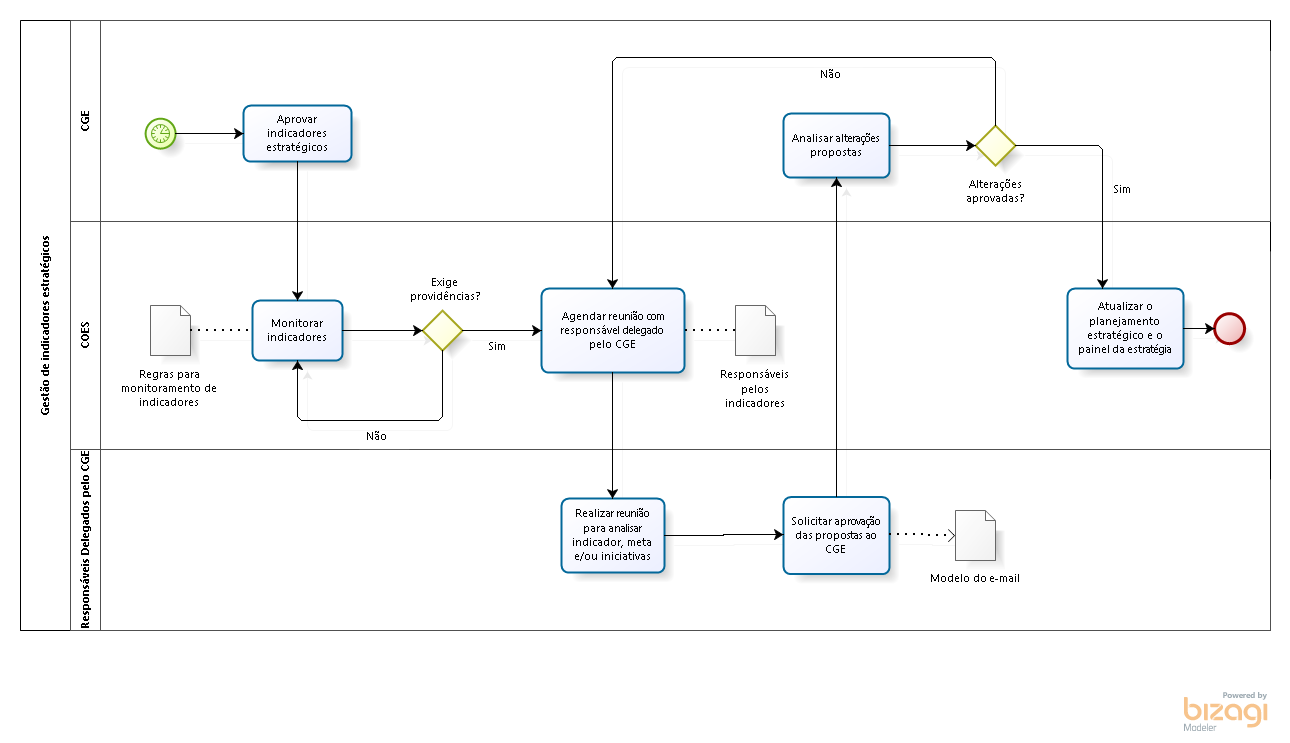 Gestão de indicadores estratégicos
CGE
Aprovar
indicadores
estratégicos
Não
Analisar alterações
propostas
Alterações
aprovadas?
Sim
COES
Regras para
monitoramento de
indicadores
Monitorar
indicadores
Não
Exige
providências?
Sim
Agendar reunião com
responsável delegado
pelo CGE
Responsáveis
pelos
indicadores
Atualizar o
planejamento
estratégico e o
painel da estratégia
Responsáveis Delegados pelo CGE
Realizar reunião
para analisar
indicador, meta
e/ou iniciativas
Solicitar aprovação
das propostas ao
CGE
Modelo do e-mail
Powered by
bizagi
Modeler